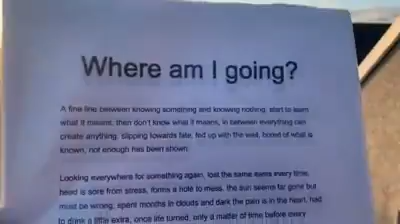 Where am I going?
A fine line between knowing something and knowing nothing, start to learn
what it means, then don't know what it means, in between everything can
create anything, slipping towards fate, fed up with the wait, bored of what is
known, not enough has been shown.
Looking everywhere for something again, lost the same every time,
head is sore from stress, forms a hole to mess, the sun seems far gone but
must be wrong, spent months in clouds and dark the pain is in the heart, had
to a little extra, once life turned, only a matter of time before every